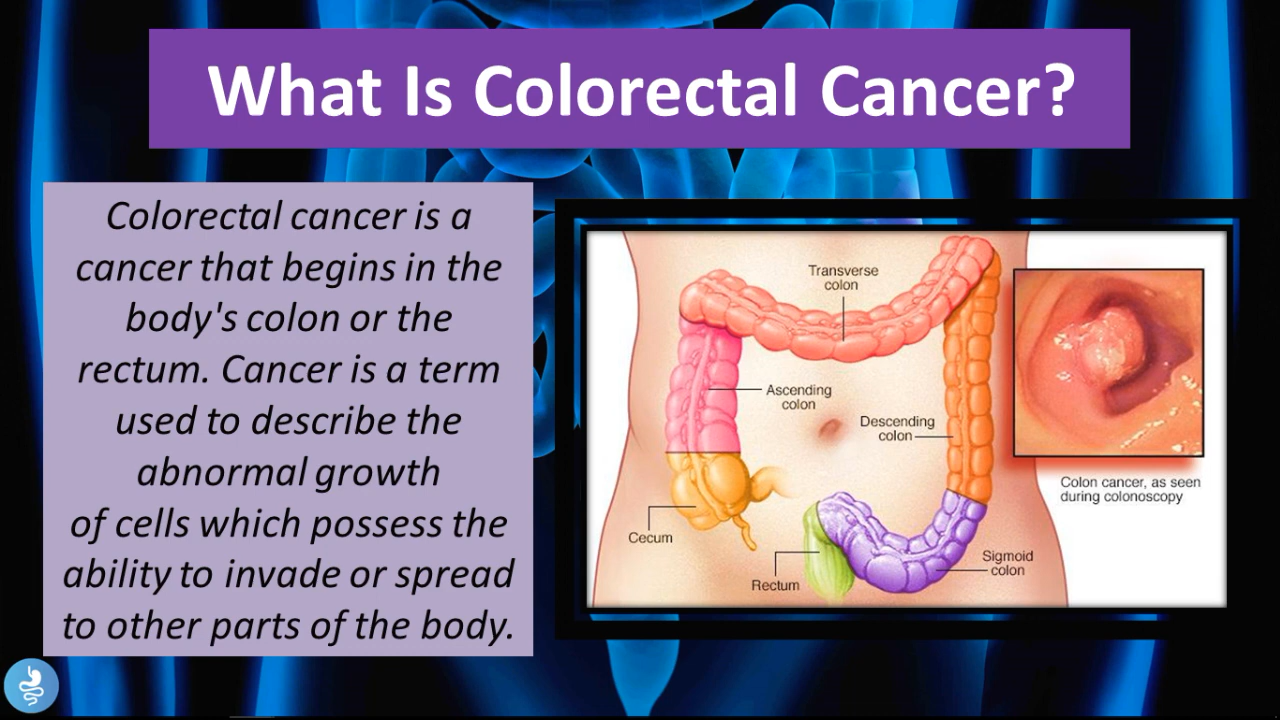 What Is Colorectal Cancer?
Colorectal cancer is a
cancer that begins in the
body's colon or the
rectum. Cancer is a term
used to describe the
abnormal growth
of cells which possess the
ability to invade or spread
to other parts of the body.
Transverse
colon
Ascending
colon
Descending
colon
Cecum
Rectum
Sigmoid
colon
Colon cancer, as seen
during colonoscopy